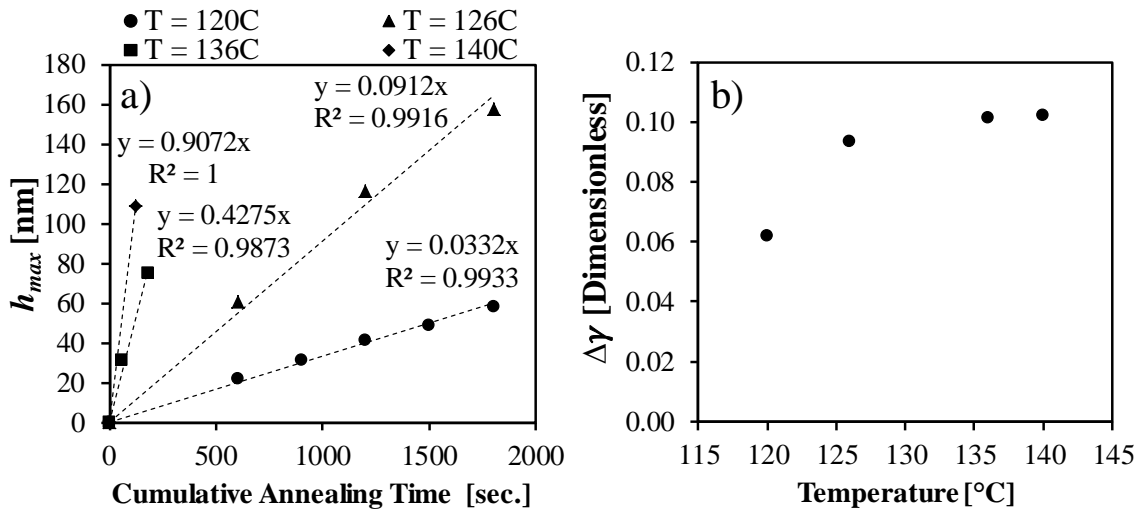 T = 120C
T = 126C
T = 136C
T = 140C
a)
180
160
140
120
100
80
60
40
20
0
h_max [nm]
y = 0.0912x
R² = 0.9916
y = 0.9072x
R² = 1
y = 0.4275x
R² = 0.9873
y = 0.0332x
R² = 0.9933
0 500 1000 1500 2000
Cumulative Annealing Time [sec.]
b)
0.12
0.10
0.08
0.06
0.04
0.02
0.00
Δγ [Dimensionless]
115 120 125 130 135 140 145
Temperature [°C]